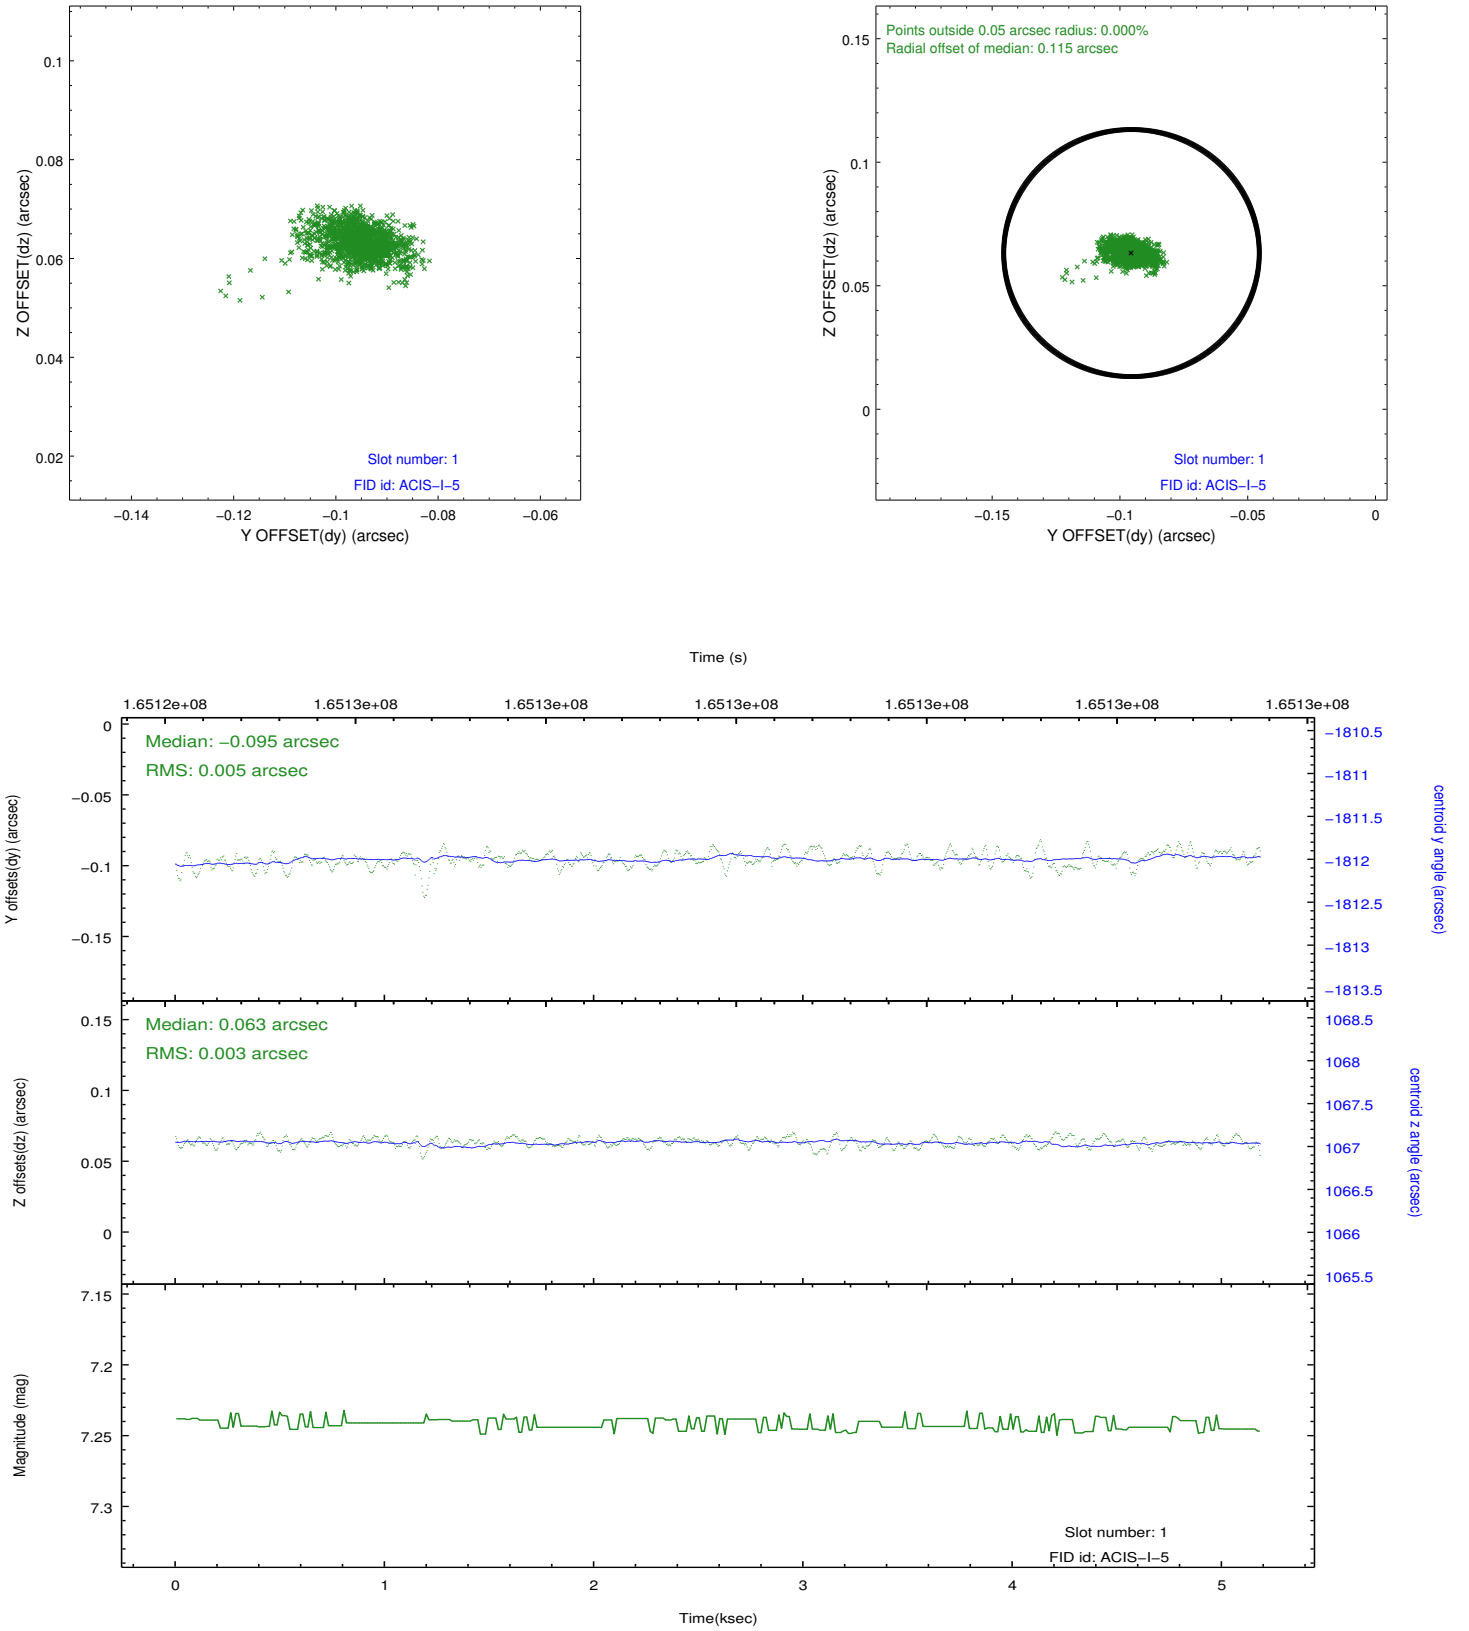 0.1
0.08
0.06
0.04
0.02
Z OFFSET(dz) (arcsec)
−0.14 −0.12 −0.1 −0.08 −0.06
Y OFFSET(dy) (arcsec)
Slot number: 1
FID id: ACIS−I−5
Points outside 0.05 arcsec radius: 0.000%
Radial offset of median: 0.115 arcsec
0.15
0.1
0.05
0
Z OFFSET(dz) (arcsec)
−0.15 −0.1 −0.05 0
Y OFFSET(dy) (arcsec)
Slot number: 1
FID id: ACIS−I−5
Time (s)
1.6512e+08 1.6513e+08 1.6513e+08 1.6513e+08 1.6513e+08 1.6513e+08 1.6513e+08
Median: −0.095 arcsec
RMS: 0.005 arcsec
0
−0.05
−0.1
−0.15
Y offsets(dy) (arcsec)
−1810.5
−1811
−1811.5
−1812
−1812.5
−1813
−1813.5
centroid y angle (arcsec)
Median: 0.063 arcsec
RMS: 0.003 arcsec
0.15
0.1
0.05
0
Z offsets(dz) (arcsec)
1068.5
1068
1067.5
1067
1066.5
1066
1065.5
centroid z angle (arcsec)
7.15
7.2
7.25
7.3
Magnitude (mag)
Slot number: 1
FID id: ACIS−I−5
0 1 2 3 4 5
Time(ksec)